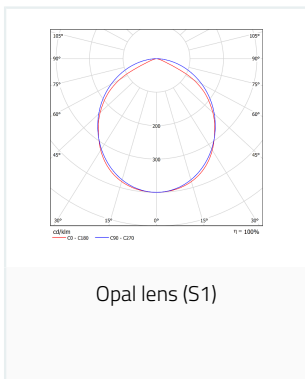 105° 105°
90° 90°
75° 75°
60° 60°
200
45° 45°
300
30° 15° 0° 15° 30°
cd/klm η = 100%
C0 - C180 C90 - C270
Opal lens (S1)